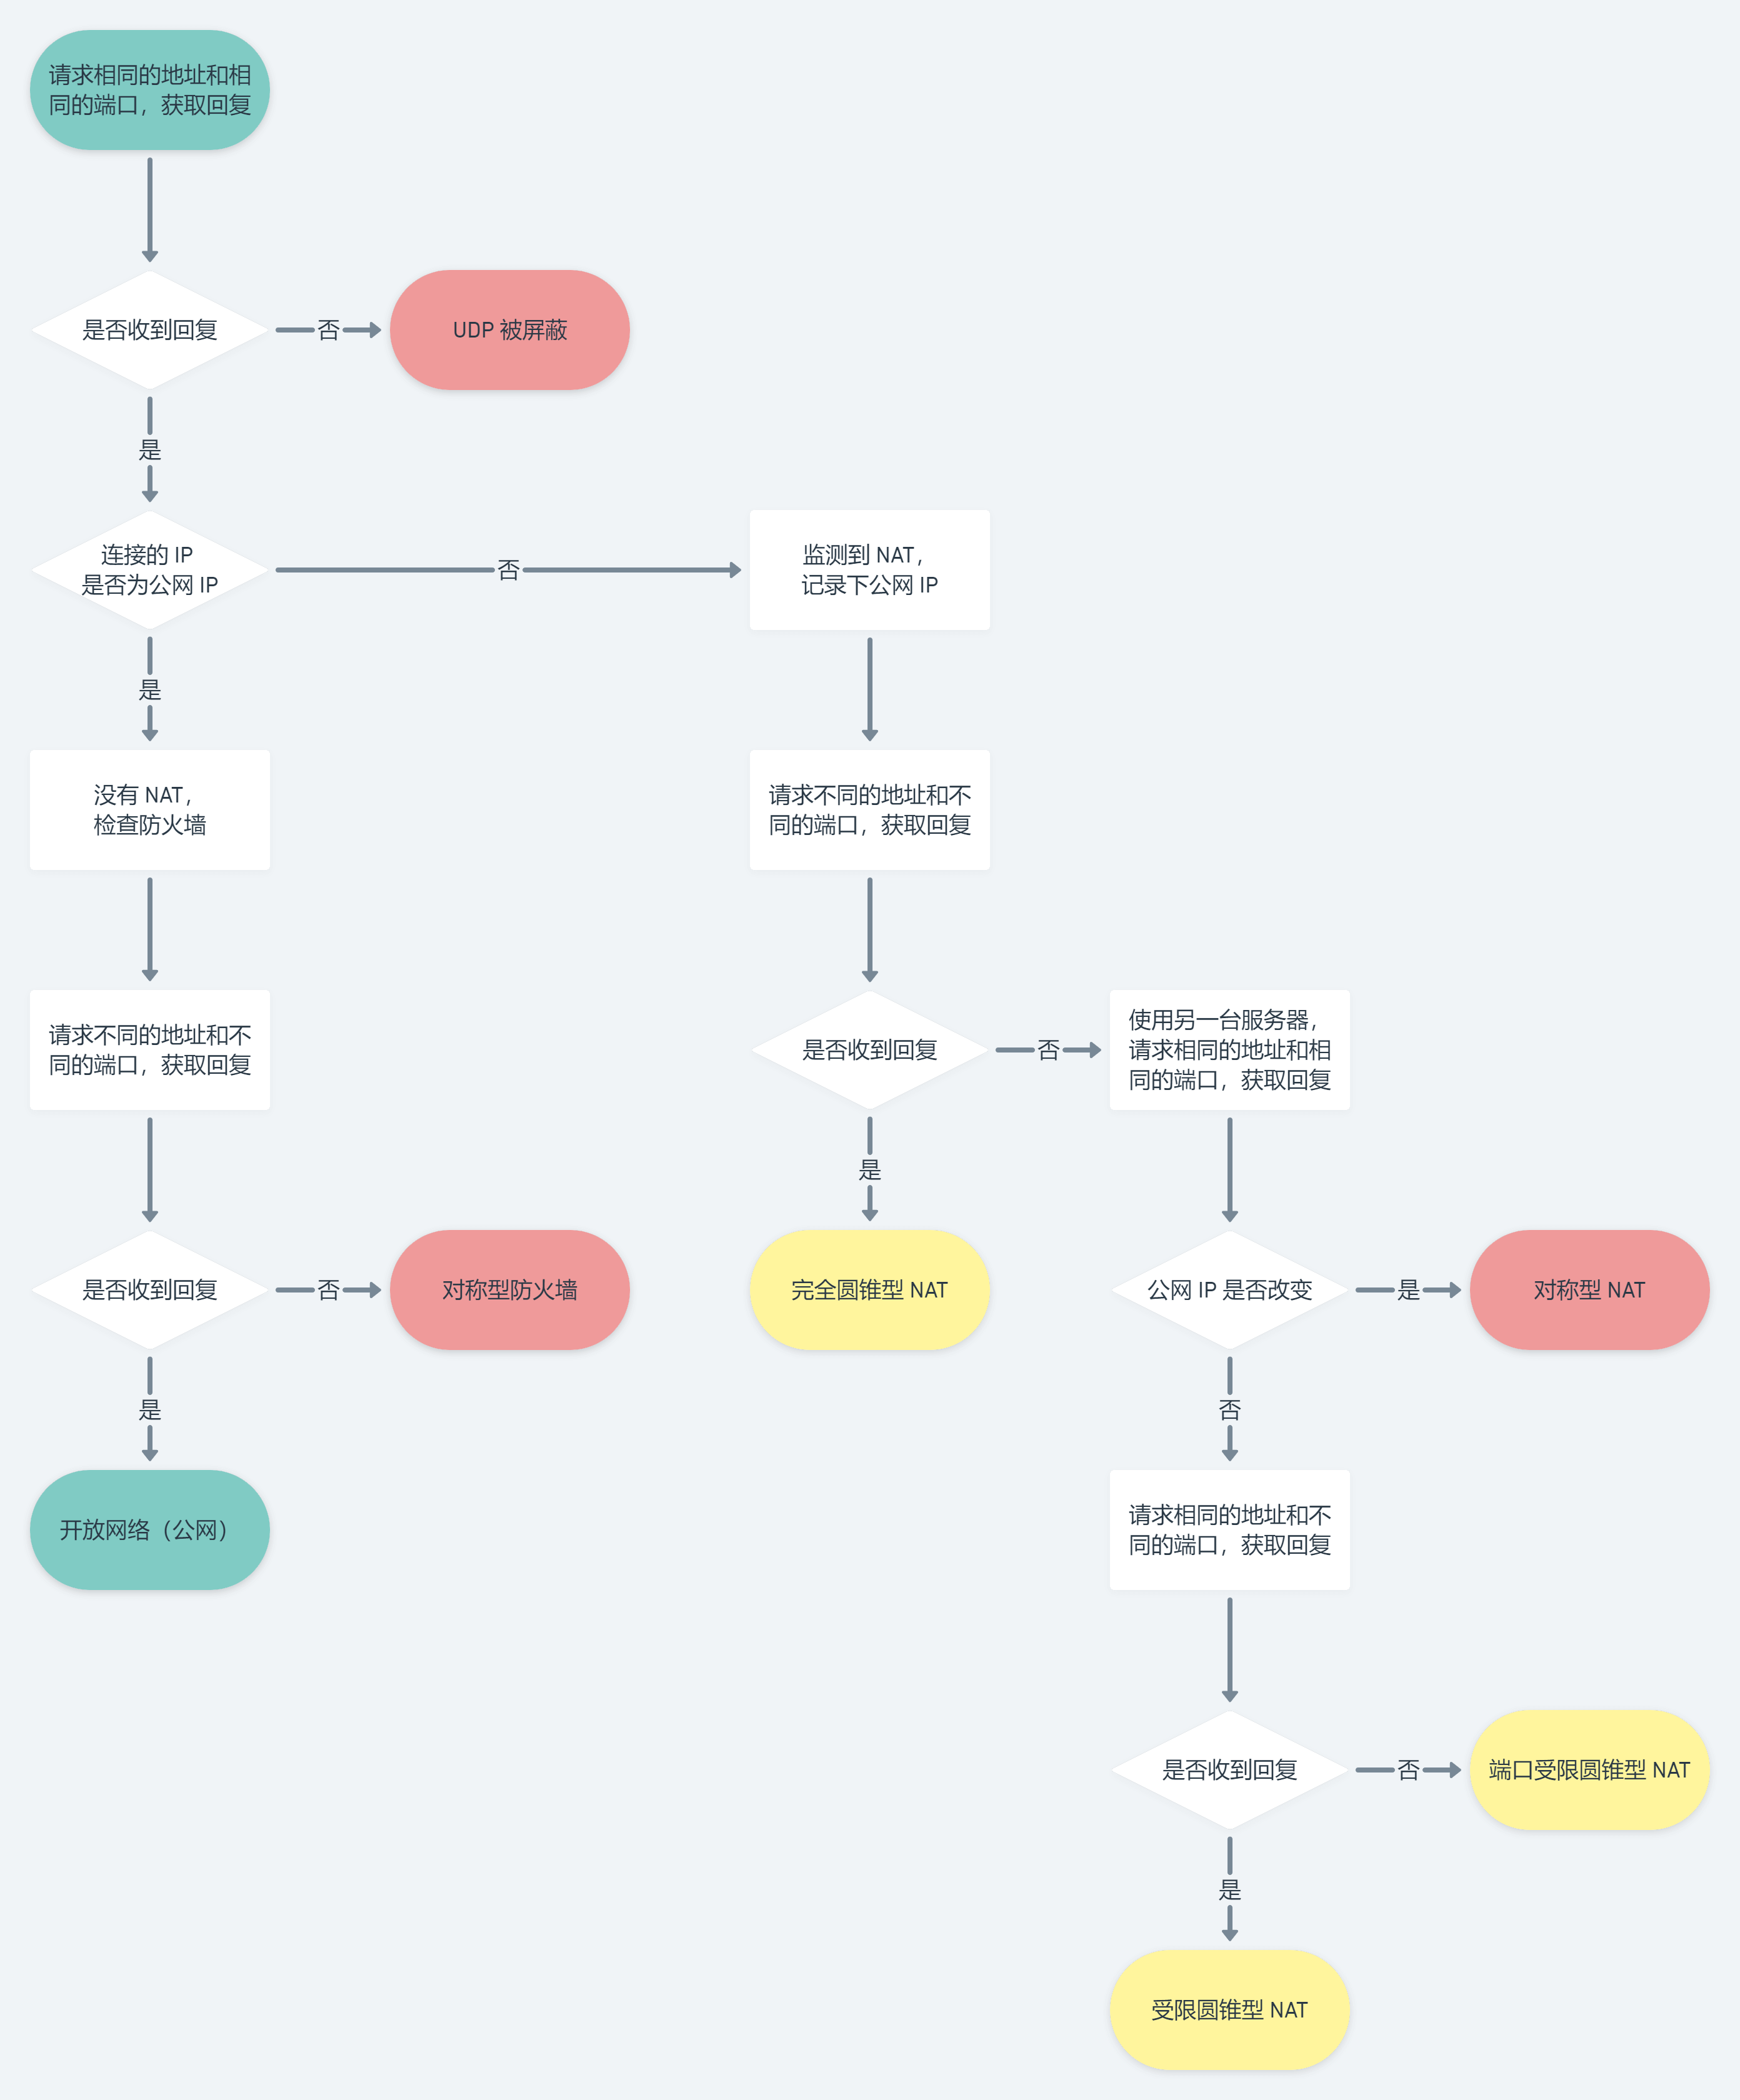 请求相同的地址和相
同的端口，获取回复
是否收到回复
否
UDP 被屏蔽
是
连接的 IP
是否为公网 IP
否
监测到 NAT，
记录下公网 IP
是
没有 NAT，
检查防火墙
请求不同的地址和不
同的端口，获取回复
请求不同的地址和不
同的端口，获取回复
是否收到回复
否
使用另一台服务器，
请求相同的地址和相
同的端口，获取回复
是
是否收到回复
否
对称型防火墙
完全圆锥型 NAT
公网 IP 是否改变
是
对称型 NAT
是
否
开放网络（公网）
请求相同的地址和不
同的端口，获取回复
是否收到回复
否
端口受限圆锥型 NAT
是
受限圆锥型 NAT